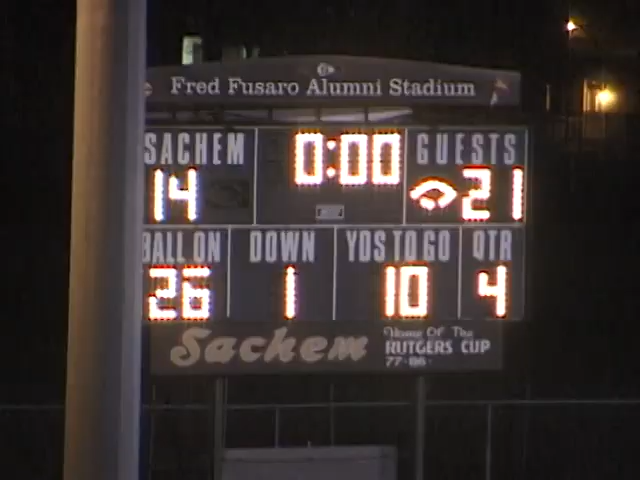 Fred Fusaro Alumni Stadium
SACHEM 0:00 GUESTS
14 21
BALL ON DOWN YDS TO GO QTR
26 1 10 4
Sachem
Home Of The
RUTGERS CUP
77-86